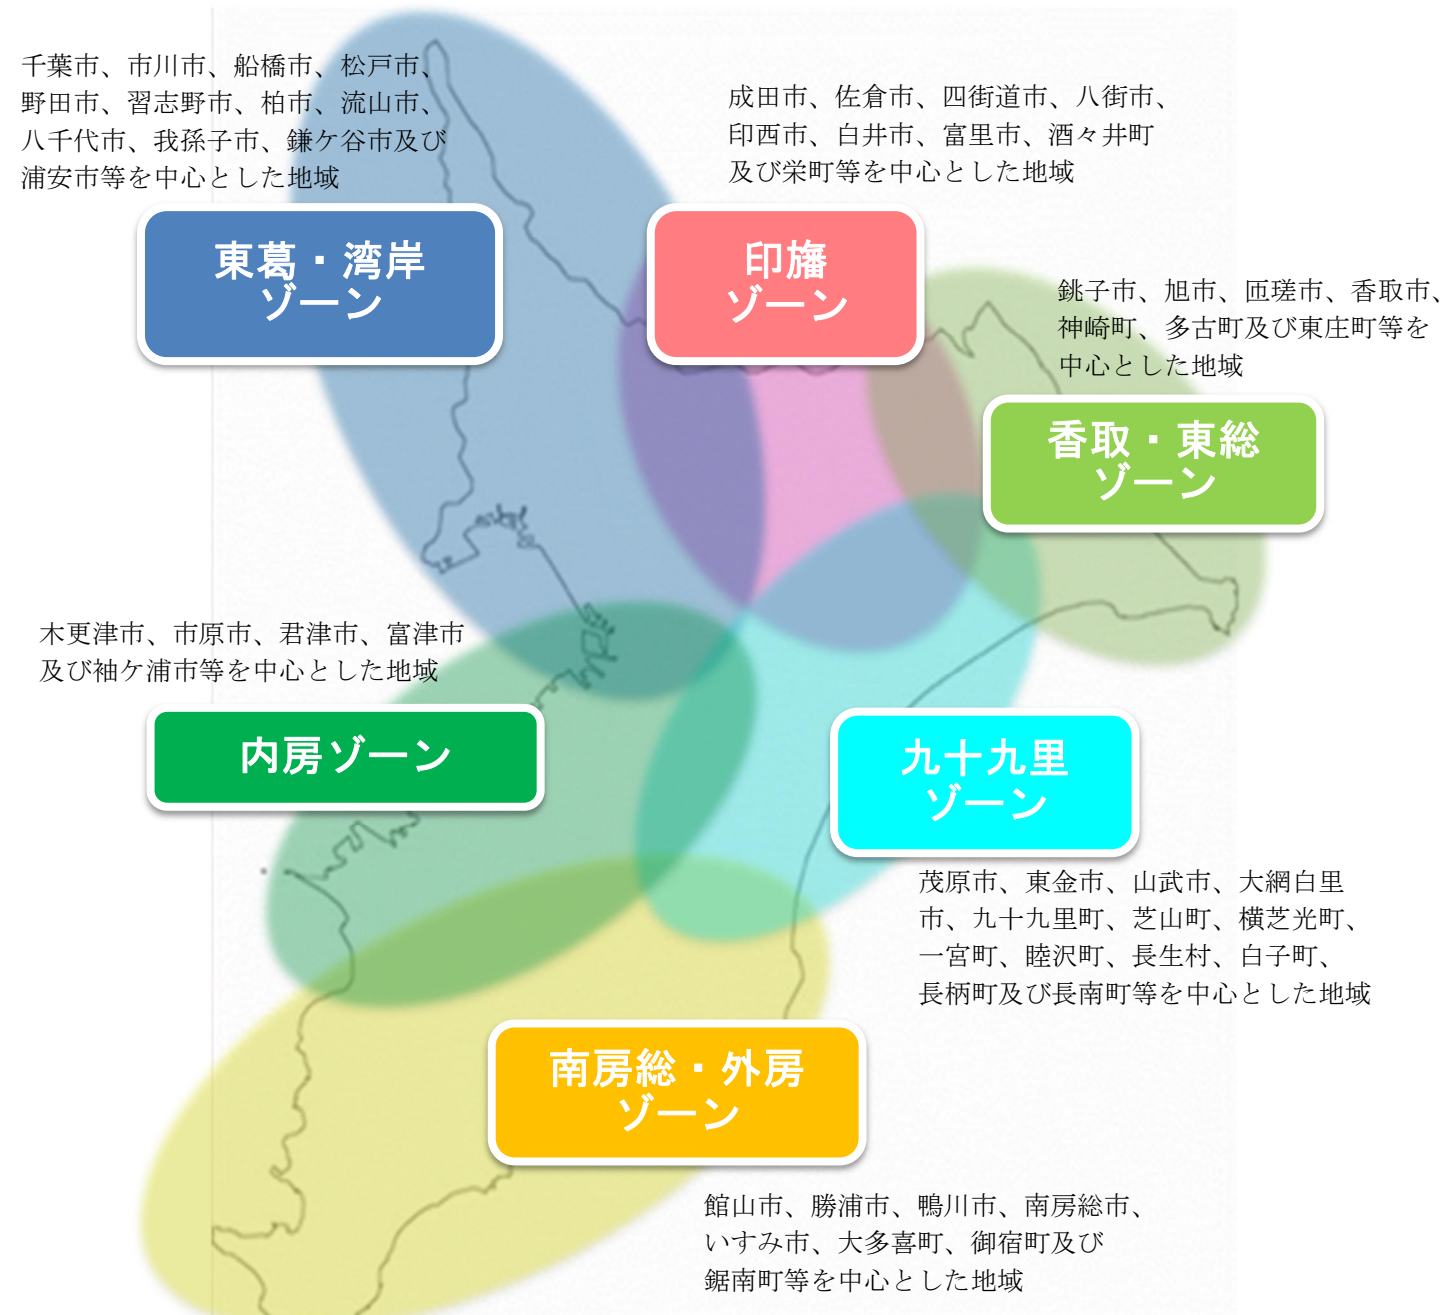 千葉市、市川市、船橋市、松戸市、
野田市、習志野市、柏市、流山市、
八千代市、我孫子市、鎌ケ谷市及び
浦安市等を中心とした地域
東葛・湾岸
ゾーン
成田市、佐倉市、四街道市、八街市、
印西市、白井市、富里市、酒々井町
及び栄町等を中心とした地域
印旛
ゾーン
銚子市、旭市、匝瑳市、香取市、
神崎町、多古町及び東庄町等を
中心とした地域
香取・東総
ゾーン
木更津市、市原市、君津市、富津市
及び袖ケ浦市等を中心とした地域
内房ゾーン
九十九里
ゾーン
茂原市、東金市、山武市、大網白里
市、九十九里町、芝山町、横芝光町、
一宮町、睦沢町、長生村、白子町、
長柄町及び長南町等を中心とした地域
南房総・外房
ゾーン
館山市、勝浦市、鴨川市、南房総市、
いすみ市、大多喜町、御宿町及び
鋸南町等を中心とした地域